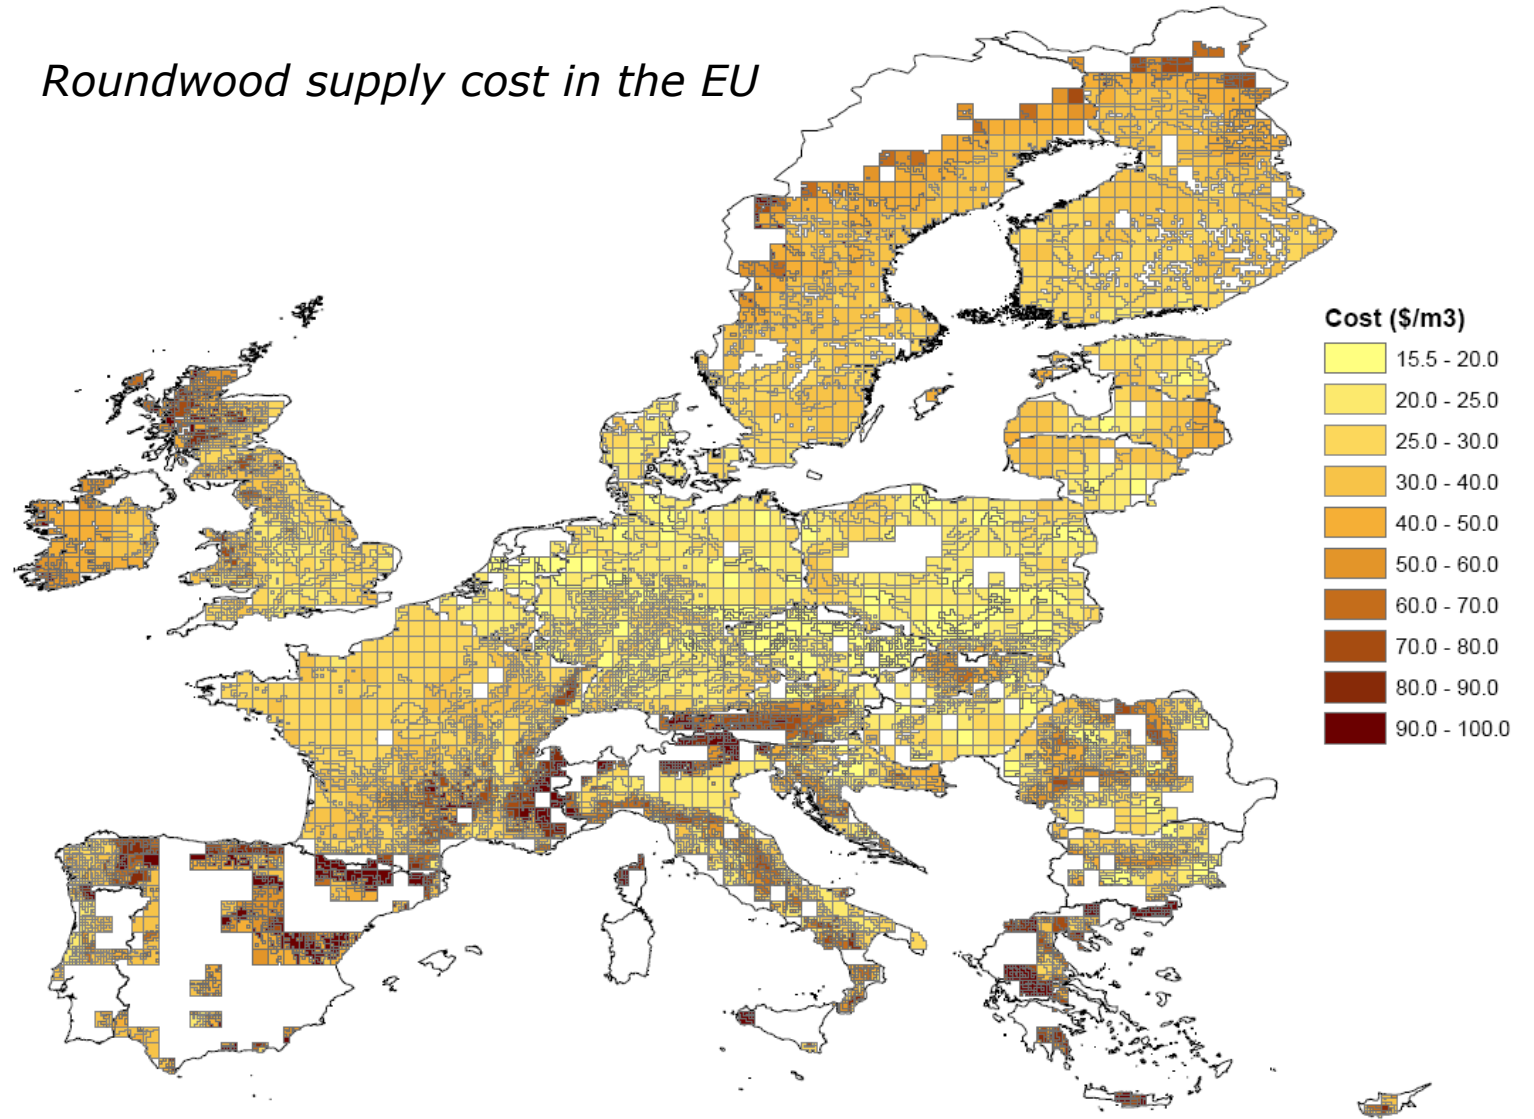 Roundwood supply cost in the EU
Cost ($/m3)
15.5 - 20.0
20.0 - 25.0
25.0 - 30.0
30.0 - 40.0
40.0 - 50.0
50.0 - 60.0
60.0 - 70.0
70.0 - 80.0
80.0 - 90.0
90.0 - 100.0